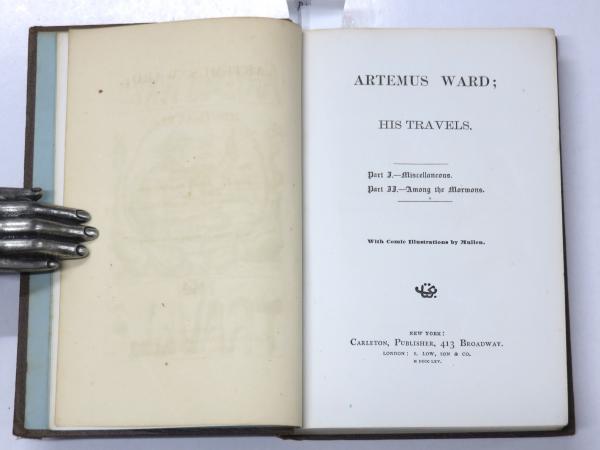 ARTEMUS WARD;
HIS TRAVELS.
Part I.—Miscellaneous.
Part II.—Among the Mormons.
With Comic Illustrations by Mullen.
NEW YORK:
CARLETON, PUBLISHER, 413 BROADWAY.
LONDON: S. LOW, SON & CO.
M DCCC LXV.